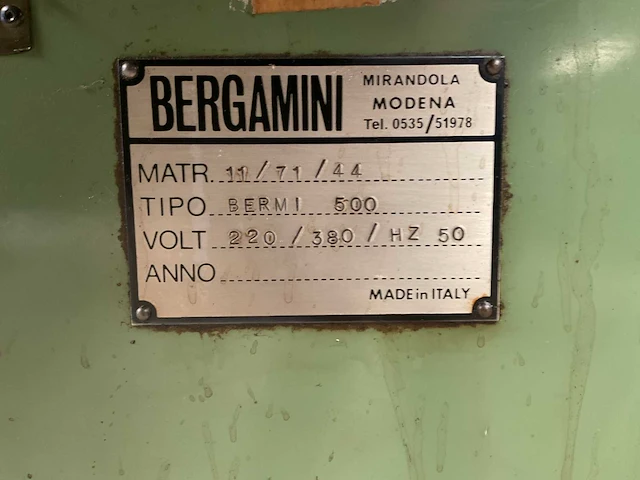 BERGAMINI
MIRANDOLA
MODENA
Tel. 0535/51978
MATR. 11/71/44
TIPO BERMI 500
VOLT 220/380/HZ 50
ANNO
MADE in ITALY